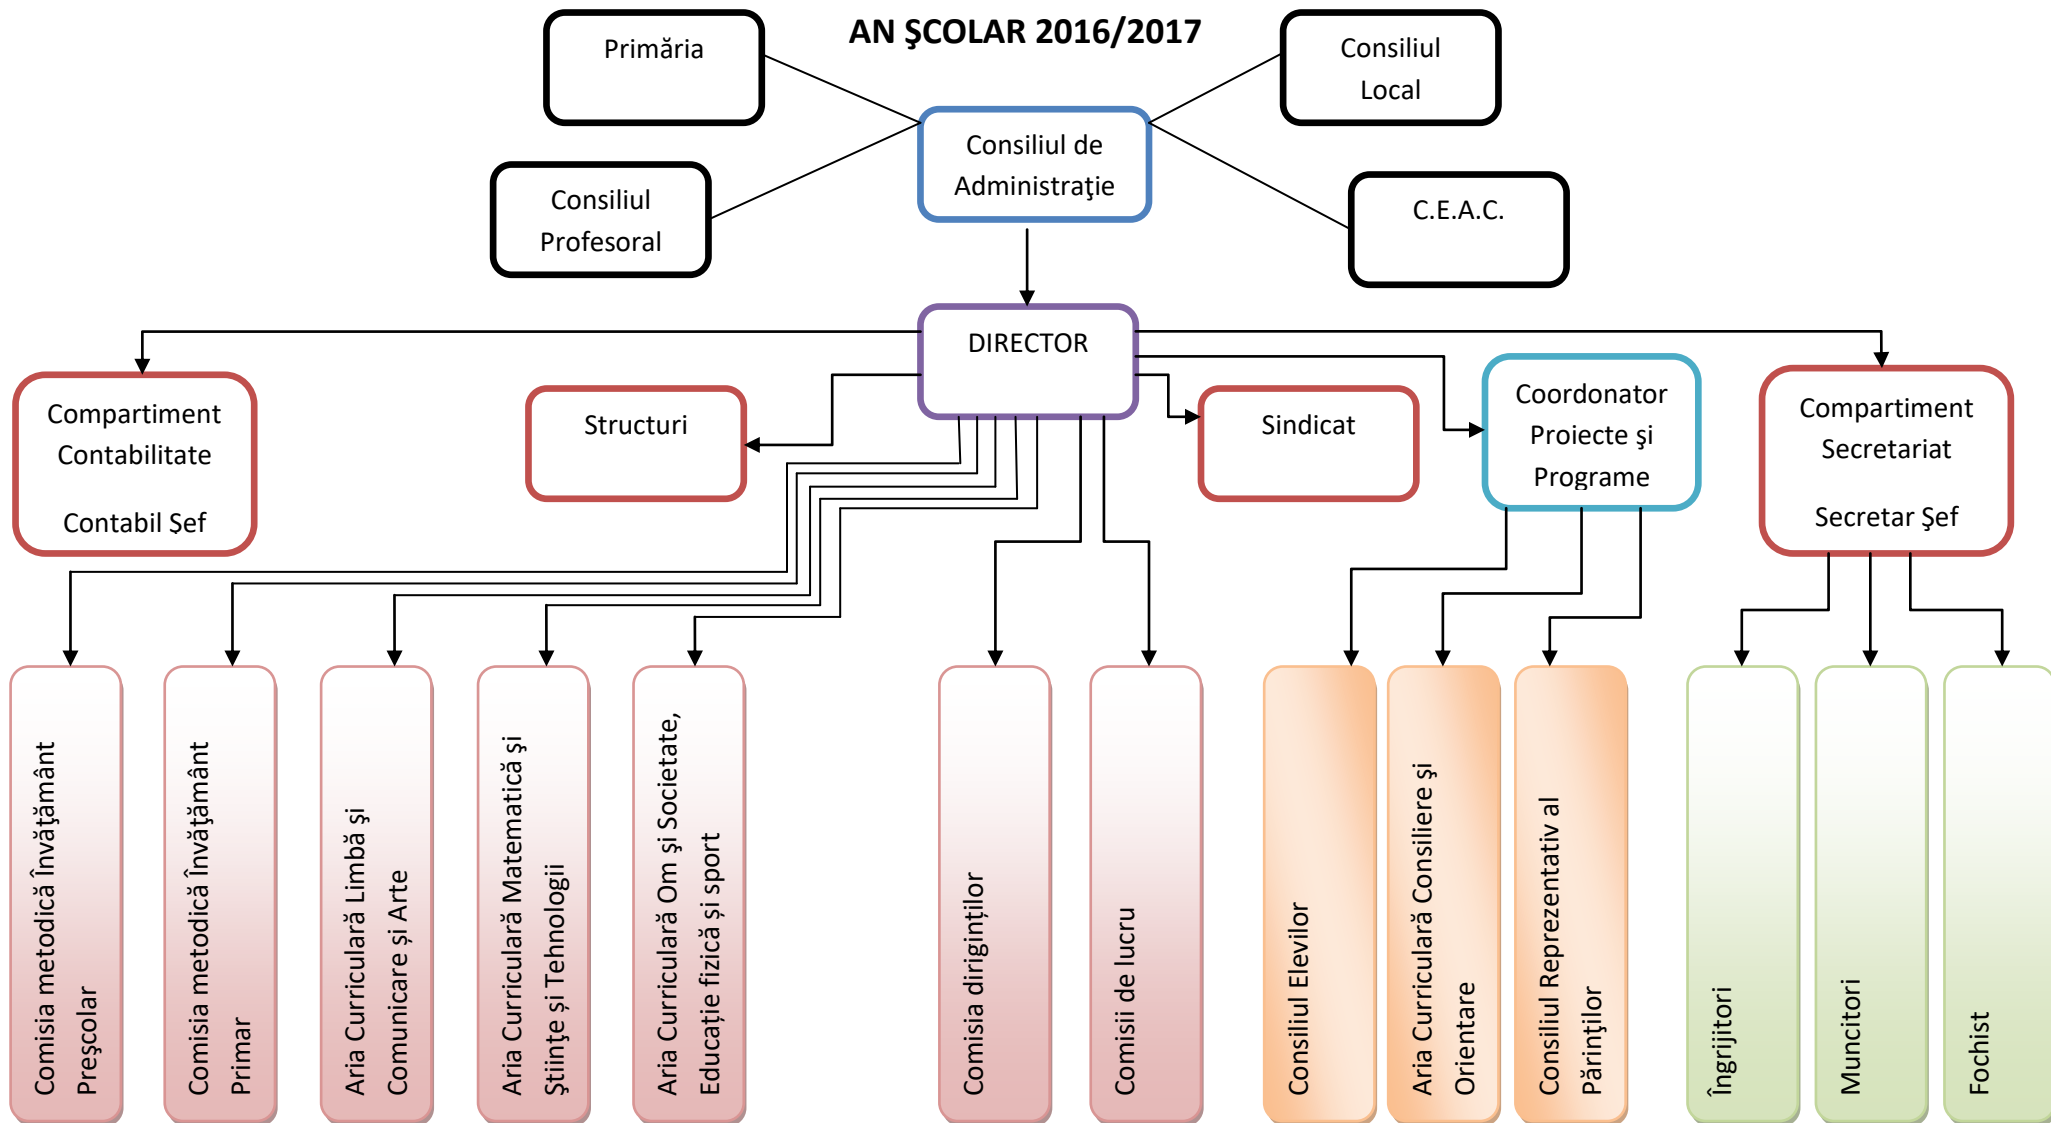 AN ŞCOLAR 2016/2017
Primăria
Consiliul
Local
Consiliul de
Administraţie
Consiliul
Profesoral
C.E.A.C.
DIRECTOR
Compartiment
Contabilitate
Contabil Şef
Structuri
Sindicat
Coordonator
Proiecte şi
Programe
Compartiment
Secretariat
Secretar Şef
Comisia metodică Învăţământ
Preşcolar
Comisia metodică Învăţământ
Primar
Aria Curriculară Limbă şi
Comunicare și Arte
Aria Curriculară Matematică şi
Ştiinţe și Tehnologii
Aria Curriculară Om şi Societate,
Educație fizică și sport
Comisia diriginților
Comisii de lucru
Consiliul Elevilor
Aria Curriculară Consiliere şi
Orientare
Consiliul Reprezentativ al
Părinţilor
Îngrijitori
Muncitori
Fochist